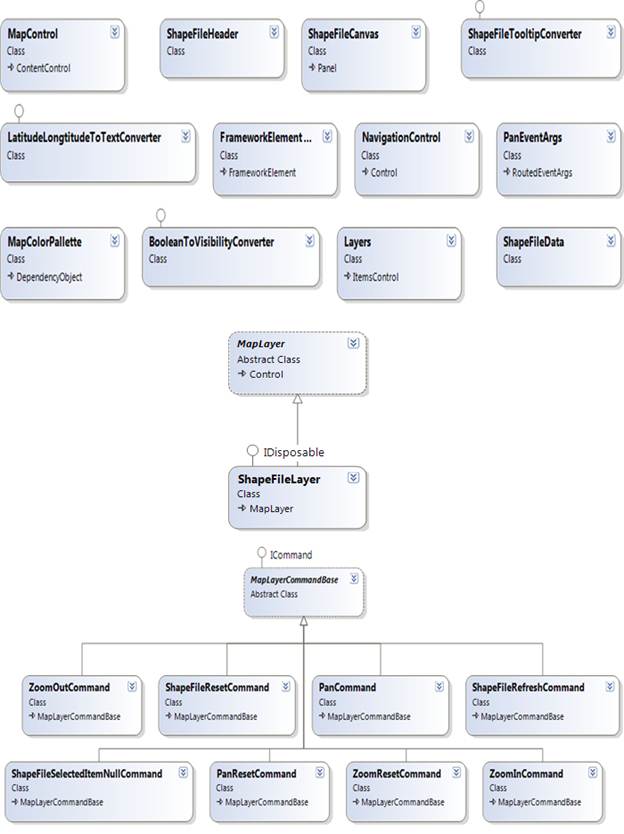 MapControl
Class
ContentControl
ShapeFileHeader
Class
ShapeFileCanvas
Class
Panel
ShapeFileTooltipConverter
Class
LatitudeLongtitudeToTextConverter
Class
FrameworkElement ...
Class
FrameworkElement
NavigationControl
Class
Control
PanEventArgs
Class
RoutedEventArgs
MapColorPallette
Class
DependencyObject
BooleanToVisibilityConverter
Class
Layers
Class
ItemsControl
ShapeFileData
Class
MapLayer
Abstract Class
Control
IDisposable
ShapeFileLayer
Class
MapLayer
ICommand
MapLayerCommandBase
Abstract Class
ZoomOutCommand
Class
MapLayerCommandBase
ShapeFileResetCommand
Class
MapLayerCommandBase
PanCommand
Class
MapLayerCommandBase
ShapeFileRefreshCommand
Class
MapLayerCommandBase
ShapeFileSelectedItemNullCommand
Class
MapLayerCommandBase
PanResetCommand
Class
MapLayerCommandBase
ZoomResetCommand
Class
MapLayerCommandBase
ZoomInCommand
Class
MapLayerCommandBase